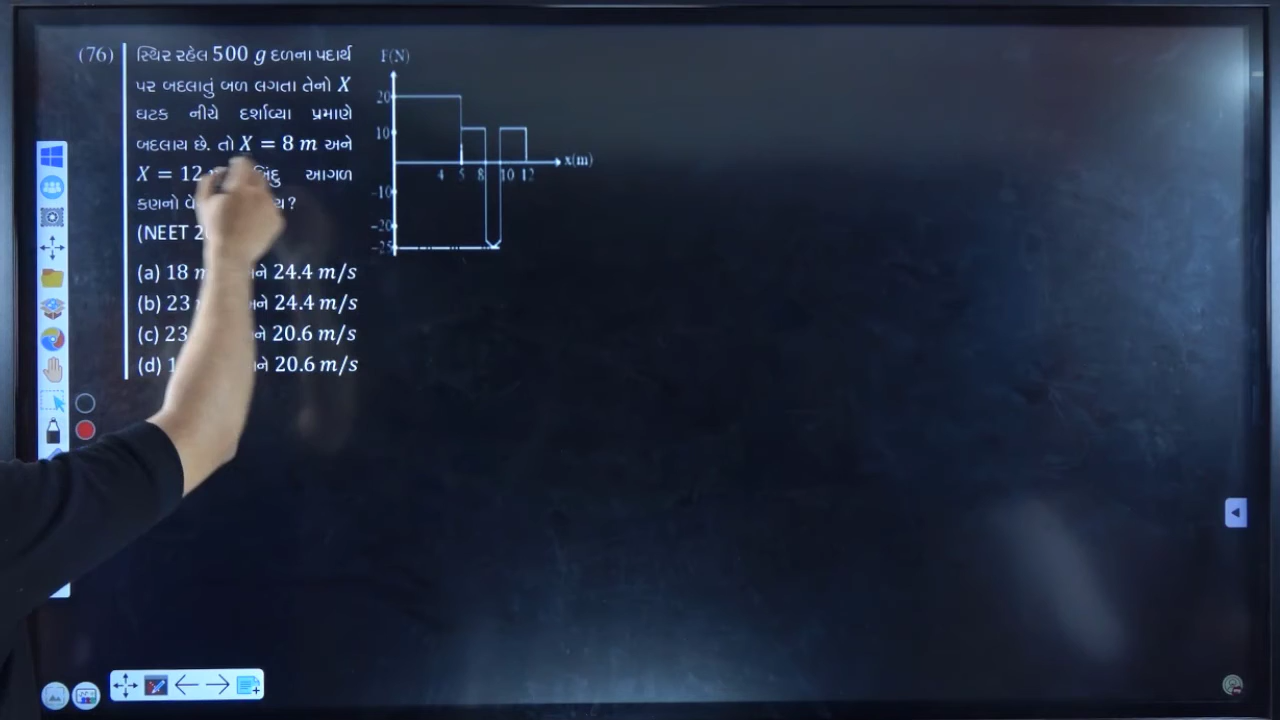 (76)
સ્થિર રહેલ 500 g દળના પદાર્થ
પર બદલાતું બળ લગતા તેનો X
ઘટક નીચે દર્શાવ્યા પ્રમાણે
બદલાય છે. તો X = 8 m અને
X = 12 આગળ
કણનો
(NEET
(a) 18 24.4 m/s
(b) 23 24.4 m/s
(c) 23 20.6 m/s
(d) 20.6 m/s
F(N)
20
10
x(m)
4 5 8 10 12
-10
-20
-25